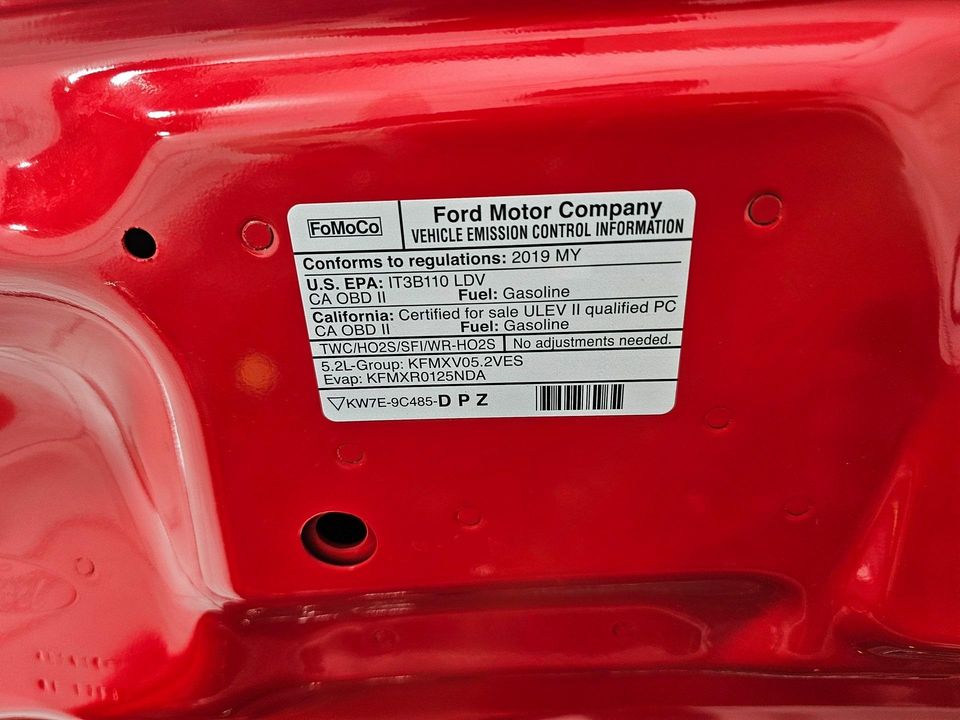 FoMoCo
Ford Motor Company
VEHICLE EMISSION CONTROL INFORMATION
Conforms to regulations: 2019 MY
U.S. EPA: IT3B110 LDV
CA OBD II Fuel: Gasoline
California: Certified for sale ULEV II qualified PC
CA OBD II Fuel: Gasoline
TWC/HO2S/SFI/WR-HO2S No adjustments needed.
5.2L-Group: KFMXV05.2VES
Evap: KFMXR0125NDA
KW7E-9C485-D P Z